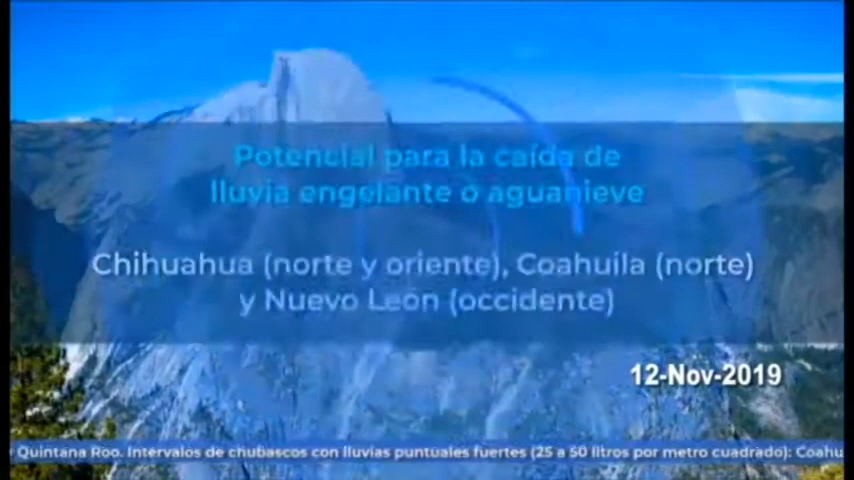 Potencial para la caída de
lluvia engelante o aguanieve
Chihuahua (norte y oriente), Coahuila (norte)
y Nuevo León (occidente)
12-Nov-2019
Quintana Roo. Intervalos de chubascos con lluvias puntuales fuertes (25 a 50 litros por metro cuadrado): Coahu